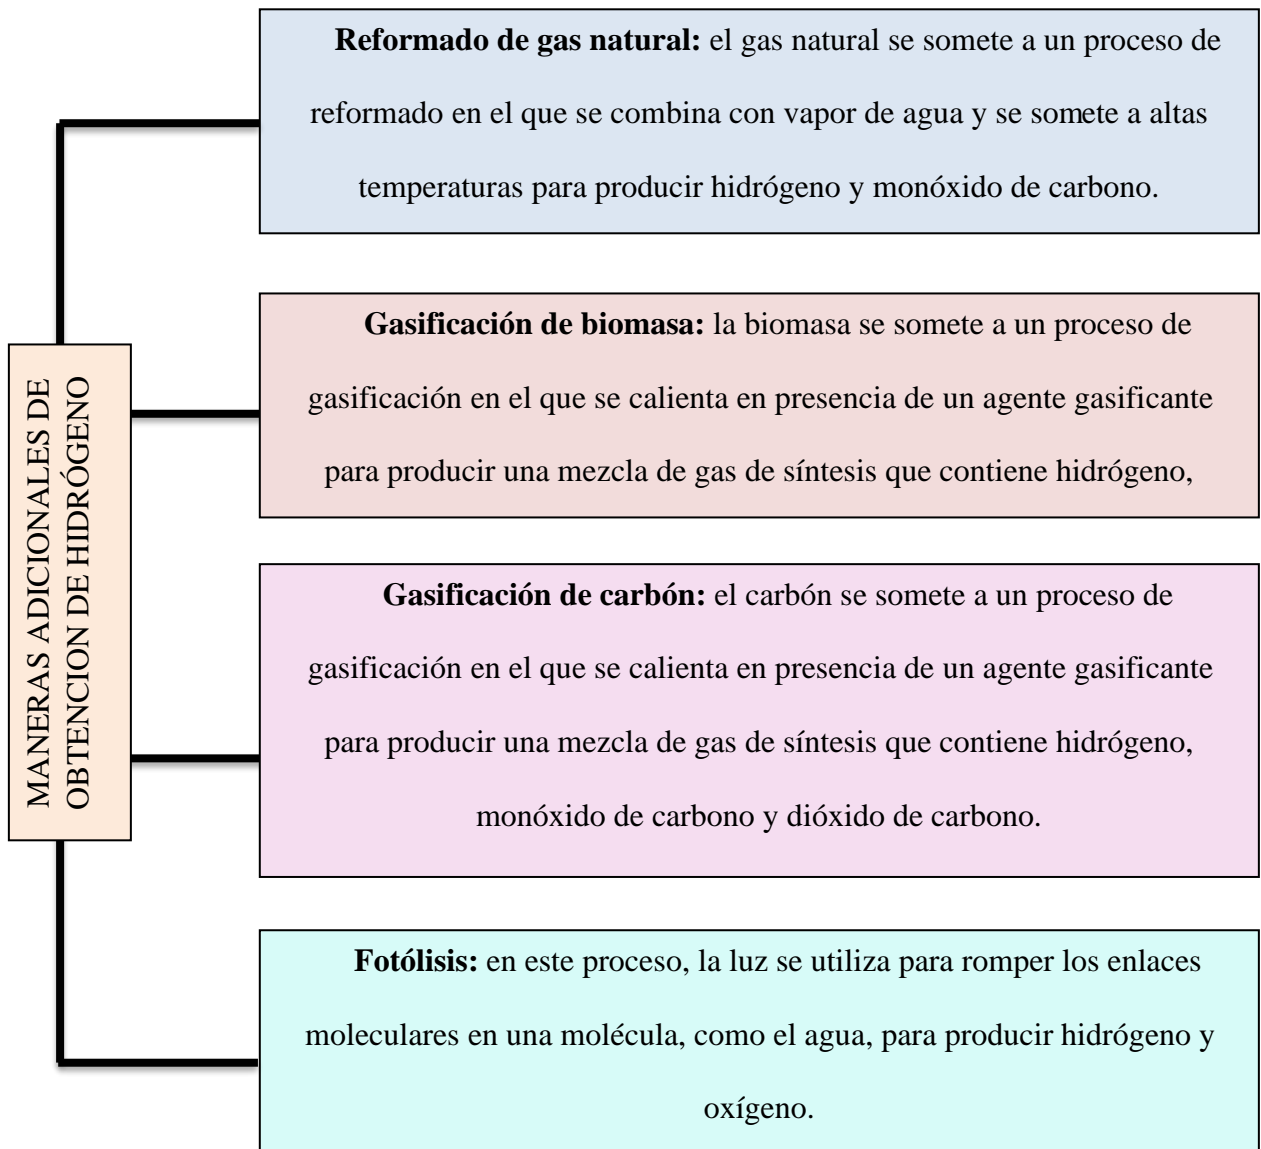 Reformado de gas natural: el gas natural se somete a un proceso de
reformado en el que se combina con vapor de agua y se somete a altas
temperaturas para producir hidrógeno y monóxido de carbono.
Gasificación de biomasa: la biomasa se somete a un proceso de
gasificación en el que se calienta en presencia de un agente gasificante
para producir una mezcla de gas de síntesis que contiene hidrógeno,
MANERAS ADICIONALES DE
OBTENCION DE HIDRÓGENO
Gasificación de carbón: el carbón se somete a un proceso de
gasificación en el que se calienta en presencia de un agente gasificante
para producir una mezcla de gas de síntesis que contiene hidrógeno,
monóxido de carbono y dióxido de carbono.
Fotólisis: en este proceso, la luz se utiliza para romper los enlaces
moleculares en una molécula, como el agua, para producir hidrógeno y
oxígeno.